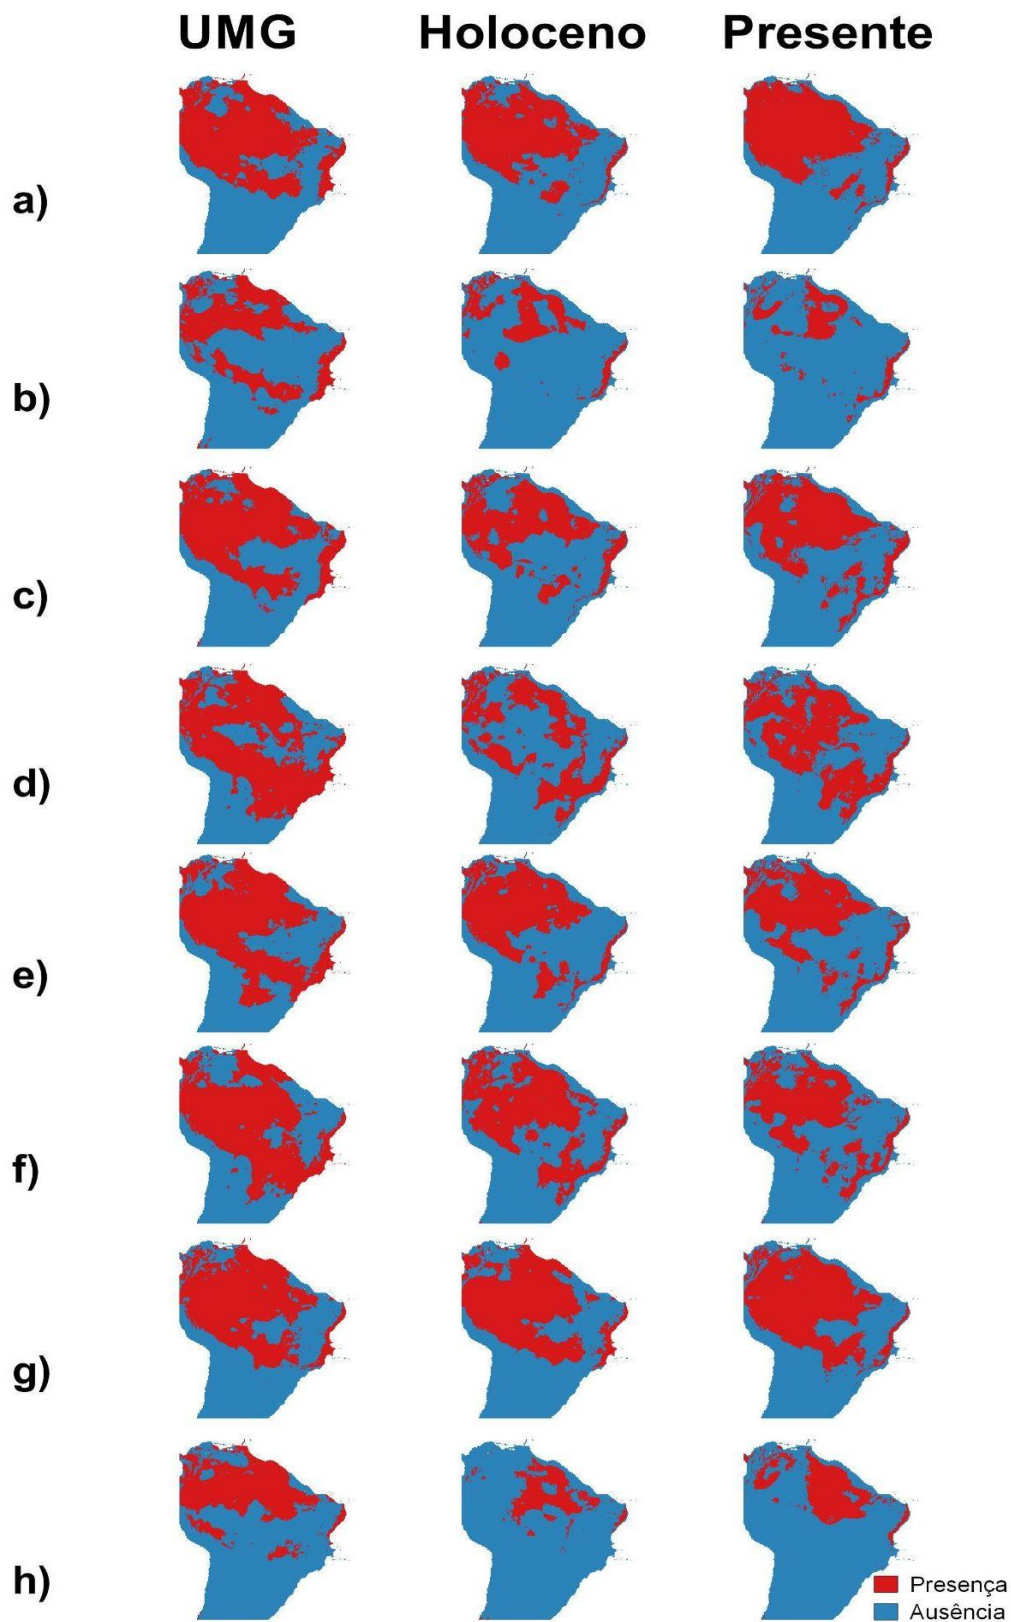 UMG Holoceno Presente
a)
b)
c)
d)
e)
f)
g)
h)
Presença
Ausência